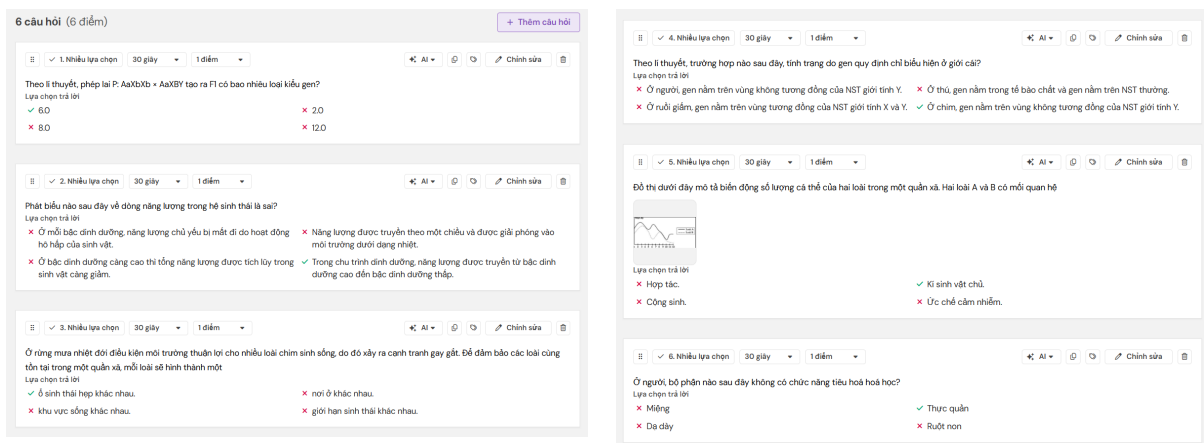 6 câu hỏi (6 điểm)
+ Thêm câu hỏi
1. Nhiều lựa chọn 30 giây 1 điểm AI Chỉnh sửa
Theo lí thuyết, phép lai P: AaXbXb × AaXBY tạo ra F1 có bao nhiêu loại kiểu gen?
Lựa chọn trả lời
✓ 6.0
× 2.0
× 8.0
× 12.0
2. Nhiều lựa chọn 30 giây 1 điểm AI Chỉnh sửa
Phát biểu nào sau đây về dòng năng lượng trong hệ sinh thái là sai?
Lựa chọn trả lời
× Ở mỗi bậc dinh dưỡng, năng lượng chủ yếu bị mất đi do hoạt động
hô hấp của sinh vật.
× Năng lượng được truyền theo một chiều và được giải phóng vào
môi trường dưới dạng nhiệt.
× Ở bậc dinh dưỡng càng cao thì tổng năng lượng được tích lũy trong
sinh vật càng giảm.
✓ Trong chu trình dinh dưỡng, năng lượng được truyền từ bậc dinh
dưỡng cao đến bậc dinh dưỡng thấp.
3. Nhiều lựa chọn 30 giây 1 điểm AI Chỉnh sửa
Ở rừng mưa nhiệt đới điều kiện môi trường thuận lợi cho nhiều loài chim sinh sống, do đó xảy ra cạnh tranh gay gắt. Để đảm bảo các loài cùng
tồn tại trong một quần xã, mỗi loài sẽ hình thành một
Lựa chọn trả lời
✓ ổ sinh thái hẹp khác nhau.
× nơi ở khác nhau.
× khu vực sống khác nhau.
× giới hạn sinh thái khác nhau.
4. Nhiều lựa chọn 30 giây 1 điểm AI Chỉnh sửa
Theo lí thuyết, trường hợp nào sau đây, tính trạng do gen quy định chỉ biểu hiện ở giới cái?
Lựa chọn trả lời
× Ở người, gen nằm trên vùng không tương đồng của NST giới tính Y.
× Ở thú, gen nằm trong tế bào chất và gen nằm trên NST thường.
× Ở ruồi giấm, gen nằm trên vùng tương đồng của NST giới tính X và Y.
✓ Ở chim, gen nằm trên vùng không tương đồng của NST giới tính Y.
5. Nhiều lựa chọn 30 giây 1 điểm AI Chỉnh sửa
Đồ thị dưới đây mô tả biến động số lượng cá thể của hai loài trong một quần xã. Hai loài A và B có mối quan hệ
Lựa chọn trả lời
× Hợp tác.
✓ Kí sinh vật chủ.
× Cộng sinh.
× Ức chế cảm nhiễm.
6. Nhiều lựa chọn 30 giây 1 điểm AI Chỉnh sửa
Ở người, bộ phận nào sau đây không có chức năng tiêu hoá hoá học?
Lựa chọn trả lời
× Miệng
✓ Thực quản
× Dạ dày
× Ruột non